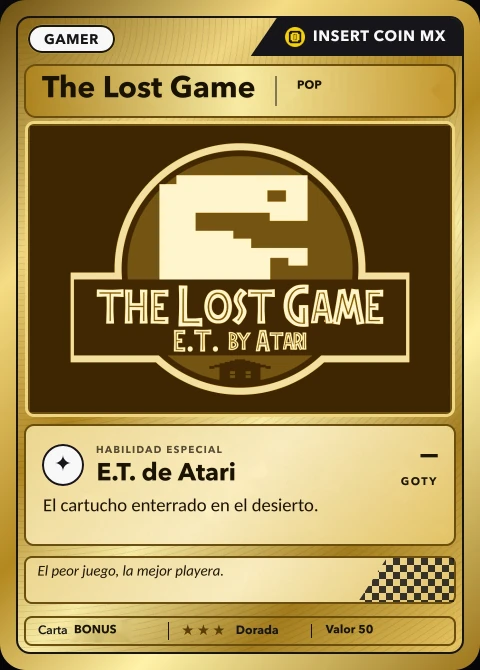 GAMER
INSERT COIN MX
The Lost Game
POP
THE LOST GAME
E.T. BY ATARI
HABILIDAD ESPECIAL
E.T. de Atari
—
GOTY
El cartucho enterrado en el desierto.
El peor juego, la mejor playera.
Carta BONUS
★★★ Dorada
Valor 50